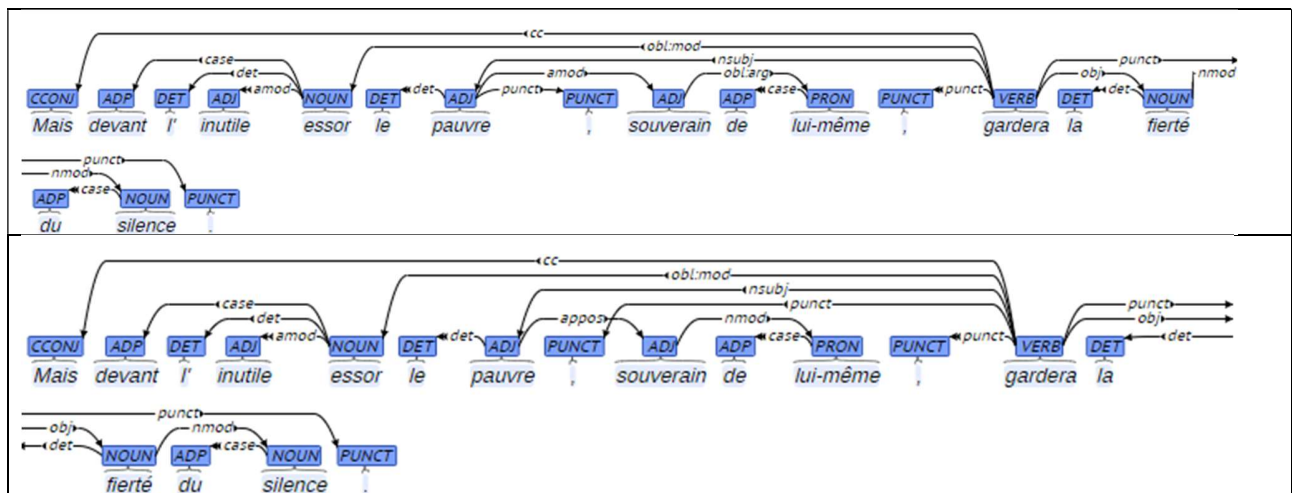 cc
obl:mod
case nsubj punct
det amod obl:arg obj nmod
amod det punct case punct det
CCONJ ADP DET ADJ NOUN DET ADJ PUNCT ADJ ADP PRON PUNCT VERB DET NOUN
Mais devant l' inutile essor le pauvre , souverain de lui-même , gardera la fierté
punct
nmod
case
ADP NOUN PUNCT
du silence .
cc
obl:mod
nsubj
case punct punct
det appos nmod obj
amod det case punct det
CCONJ ADP DET ADJ NOUN DET ADJ PUNCT ADJ ADP PRON PUNCT VERB DET
Mais devant l' inutile essor le pauvre , souverain de lui-même , gardera la
punct
obj nmod
det case
NOUN ADP NOUN PUNCT
fierté du silence .